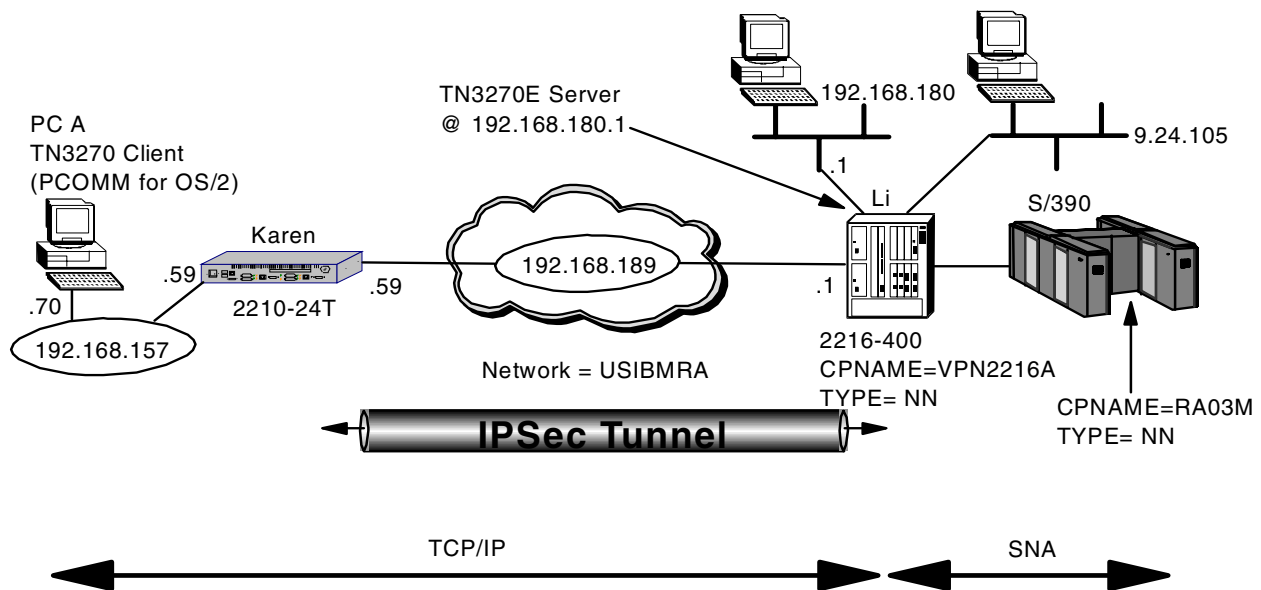 PC A
TN3270 Client
(PCOMM for OS/2)
.70
192.168.157
.59
Karen
2210-24T
.59
192.168.189
Network = USIBMRA
IPSec Tunnel
TN3270E Server
@ 192.168.180.1
192.168.180
.1
9.24.105
Li
.1
2216-400
CPNAME=VPN2216A
TYPE= NN
S/390
CPNAME=RA03M
TYPE= NN
TCP/IP
SNA